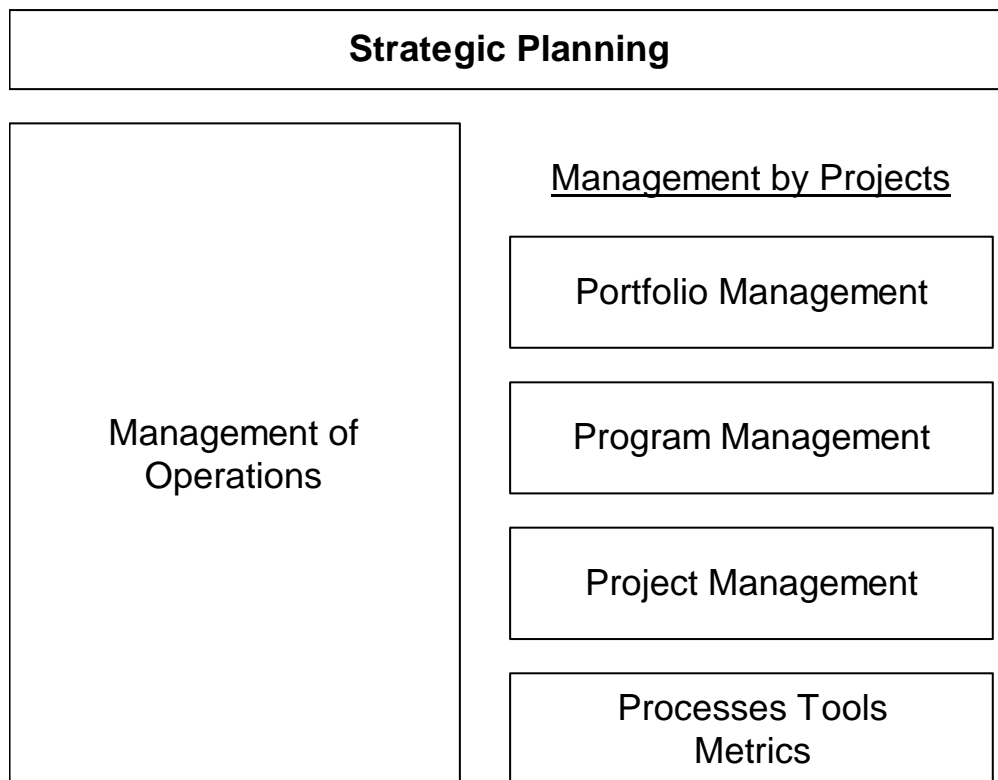 Strategic Planning
Management of
Operations
Management by Projects
Portfolio Management
Program Management
Project Management
Processes Tools
Metrics